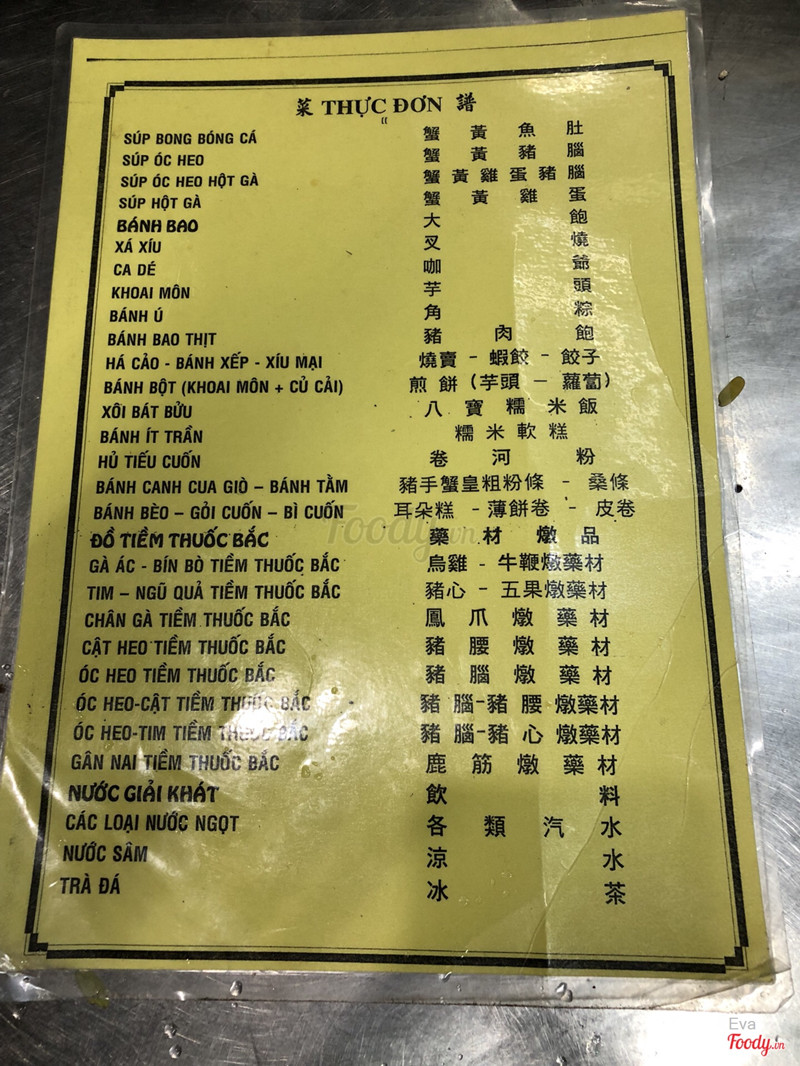 菜 THỰC ĐƠN 譜
SÚP BONG BÓNG CÁ 蟹黃魚肚
SÚP ÓC HEO 蟹黃豬腦
SÚP ÓC HEO HỘT GÀ 蟹黃雞蛋豬腦
SÚP HỘT GÀ 蟹黃雞蛋
BÁNH BAO 大飽
XÁ XÍU 叉燒
CA DÉ 咖爺
KHOAI MÔN 芋頭
BÁNH Ú 角粽
BÁNH BAO THỊT 豬肉飽
HÁ CẢO - BÁNH XẾP - XÍU MẠI 燒賣 - 蝦餃 - 餃子
BÁNH BỘT (KHOAI MÔN + CỦ CẢI) 煎餅 (芋頭 – 蘿蔔)
XÔI BÁT BỬU 八寶糯米飯
BÁNH ÍT TRẦN 糯米軟糕
HỦ TIẾU CUỐN 卷河粉
BÁNH CANH CUA GIÒ – BÁNH TẰM 豬手蟹皇粗粉條 - 桑條
BÁNH BÈO – GỎI CUỐN – BÌ CUỐN 耳朵糕 - 薄餅卷 - 皮卷
ĐỒ TIỀM THUỐC BẮC 藥材燉品
GÀ ÁC - BÍN BÒ TIỀM THUỐC BẮC 烏雞 - 牛鞭燉藥材
TIM – NGŨ QUẢ TIỀM THUỐC BẮC 豬心 - 五果燉藥材
CHÂN GÀ TIỀM THUỐC BẮC 鳳爪燉藥材
CẬT HEO TIỀM THUỐC BẮC 豬腰燉藥材
ÓC HEO TIỀM THUỐC BẮC 豬腦燉藥材
ÓC HEO-CẬT TIỀM THUỐC BẮC 豬腦-豬腰燉藥材
ÓC HEO-TIM TIỀM THUỐC BẮC 豬腦-豬心燉藥材
GÂN NAI TIỀM THUỐC BẮC 鹿筋燉藥材
NƯỚC GIẢI KHÁT 飲料
CÁC LOẠI NƯỚC NGỌT 各類汽水
NƯỚC SÂM 涼水
TRÀ ĐÁ 冰茶
Foody.vn
Eva
Foody.vn